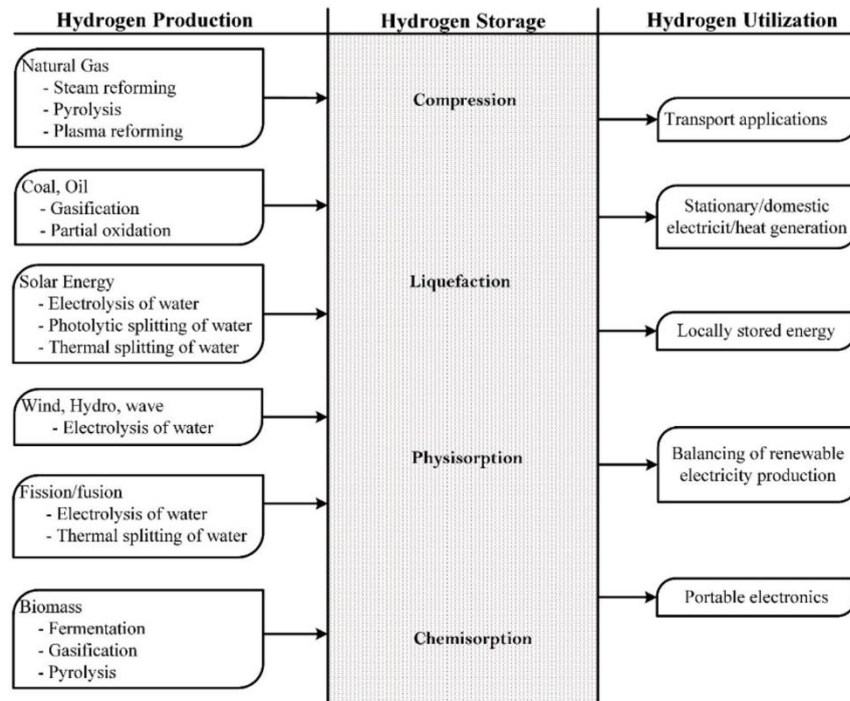 Hydrogen Production
Hydrogen Storage
Hydrogen Utilization
Natural Gas
- Steam reforming
- Pyrolysis
- Plasma reforming
Coal, Oil
- Gasification
- Partial oxidation
Solar Energy
- Electrolysis of water
- Photolytic splitting of water
- Thermal splitting of water
Wind, Hydro, wave
- Electrolysis of water
Fission/fusion
- Electrolysis of water
- Thermal splitting of water
Biomass
- Fermentation
- Gasification
- Pyrolysis
Compression
Liquefaction
Physisorption
Chemisorption
Transport applications
Stationary/domestic
electricit/heat generation
Locally stored energy
Balancing of renewable
electricity production
Portable electronics